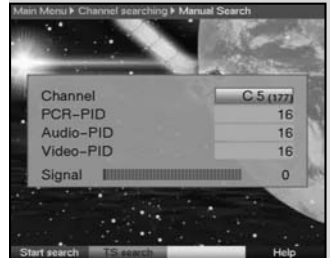 Main Menu ▸ Channel searching ▸ Manual Search
Channel C 5 (177)
PCR-PID 16
Audio-PID 16
Video-PID 16
Signal 0
Start search TS search Help